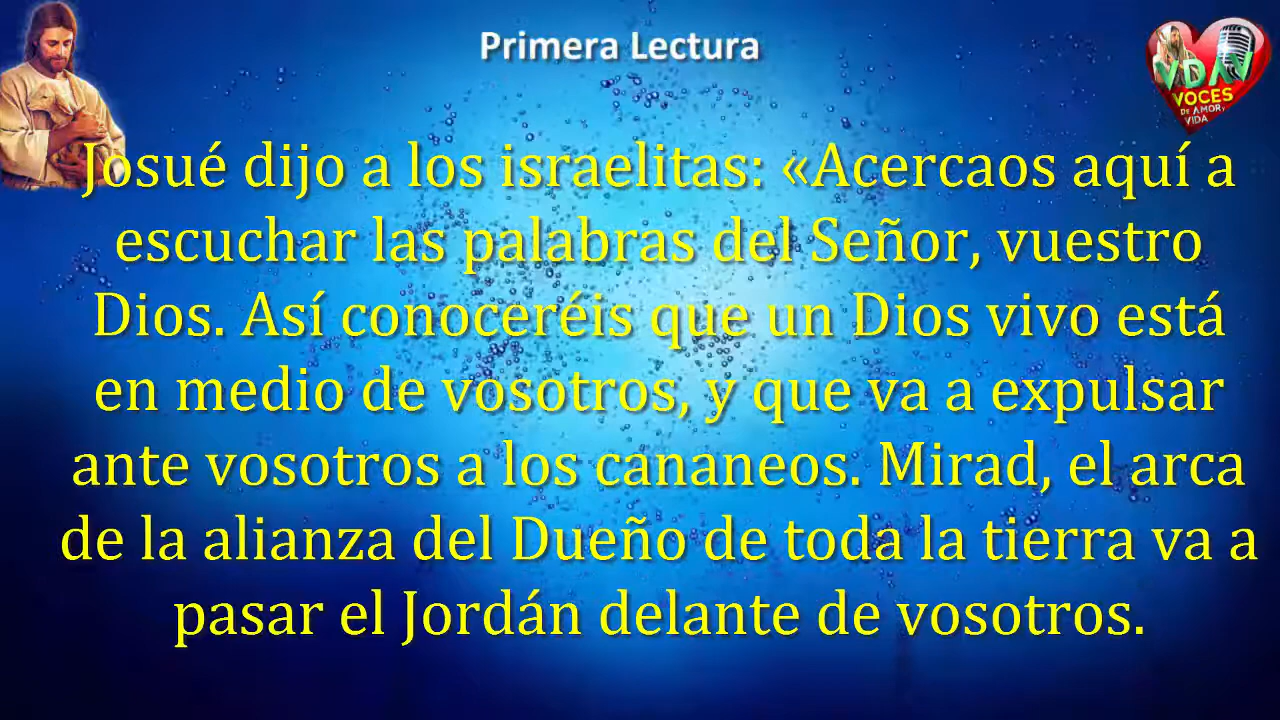 Primera Lectura
VDAV
VOCES
DE AMOR Y
VIDA
Josué dijo a los israelitas: «Acercaos aquí a
escuchar las palabras del Señor, vuestro
Dios. Así conoceréis que un Dios vivo está
en medio de vosotros, y que va a expulsar
ante vosotros a los cananeos. Mirad, el arca
de la alianza del Dueño de toda la tierra va a
pasar el Jordán delante de vosotros.